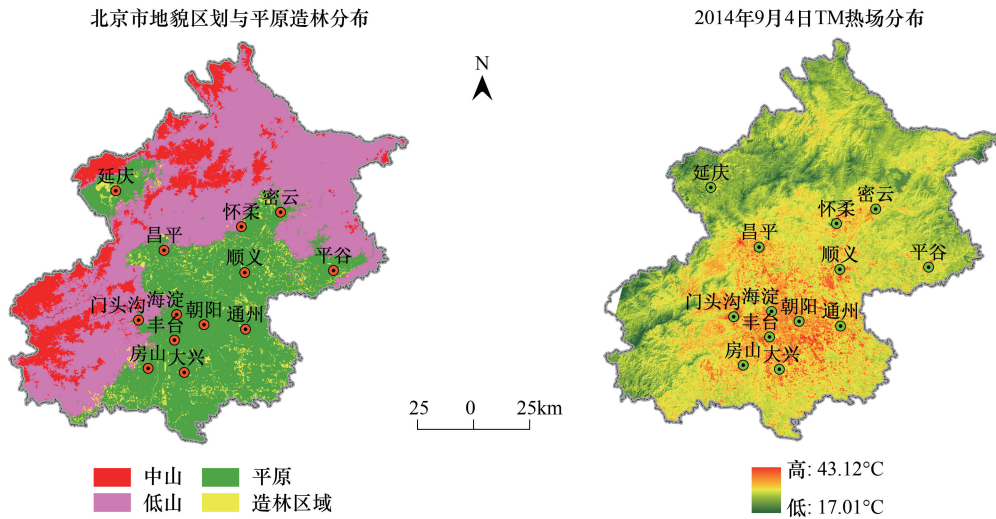 北京市地貌区划与平原造林分布
2014年9月4日TM热场分布
N
延庆
密云
怀柔
昌平
顺义
平谷
门头沟
海淀
朝阳
通州
丰台
房山
大兴
延庆
密云
怀柔
昌平
顺义
平谷
门头沟
海淀
朝阳
通州
丰台
房山
大兴
25 0 25km
中山
平原
低山
造林区域
高: 43.12°C
低: 17.01°C